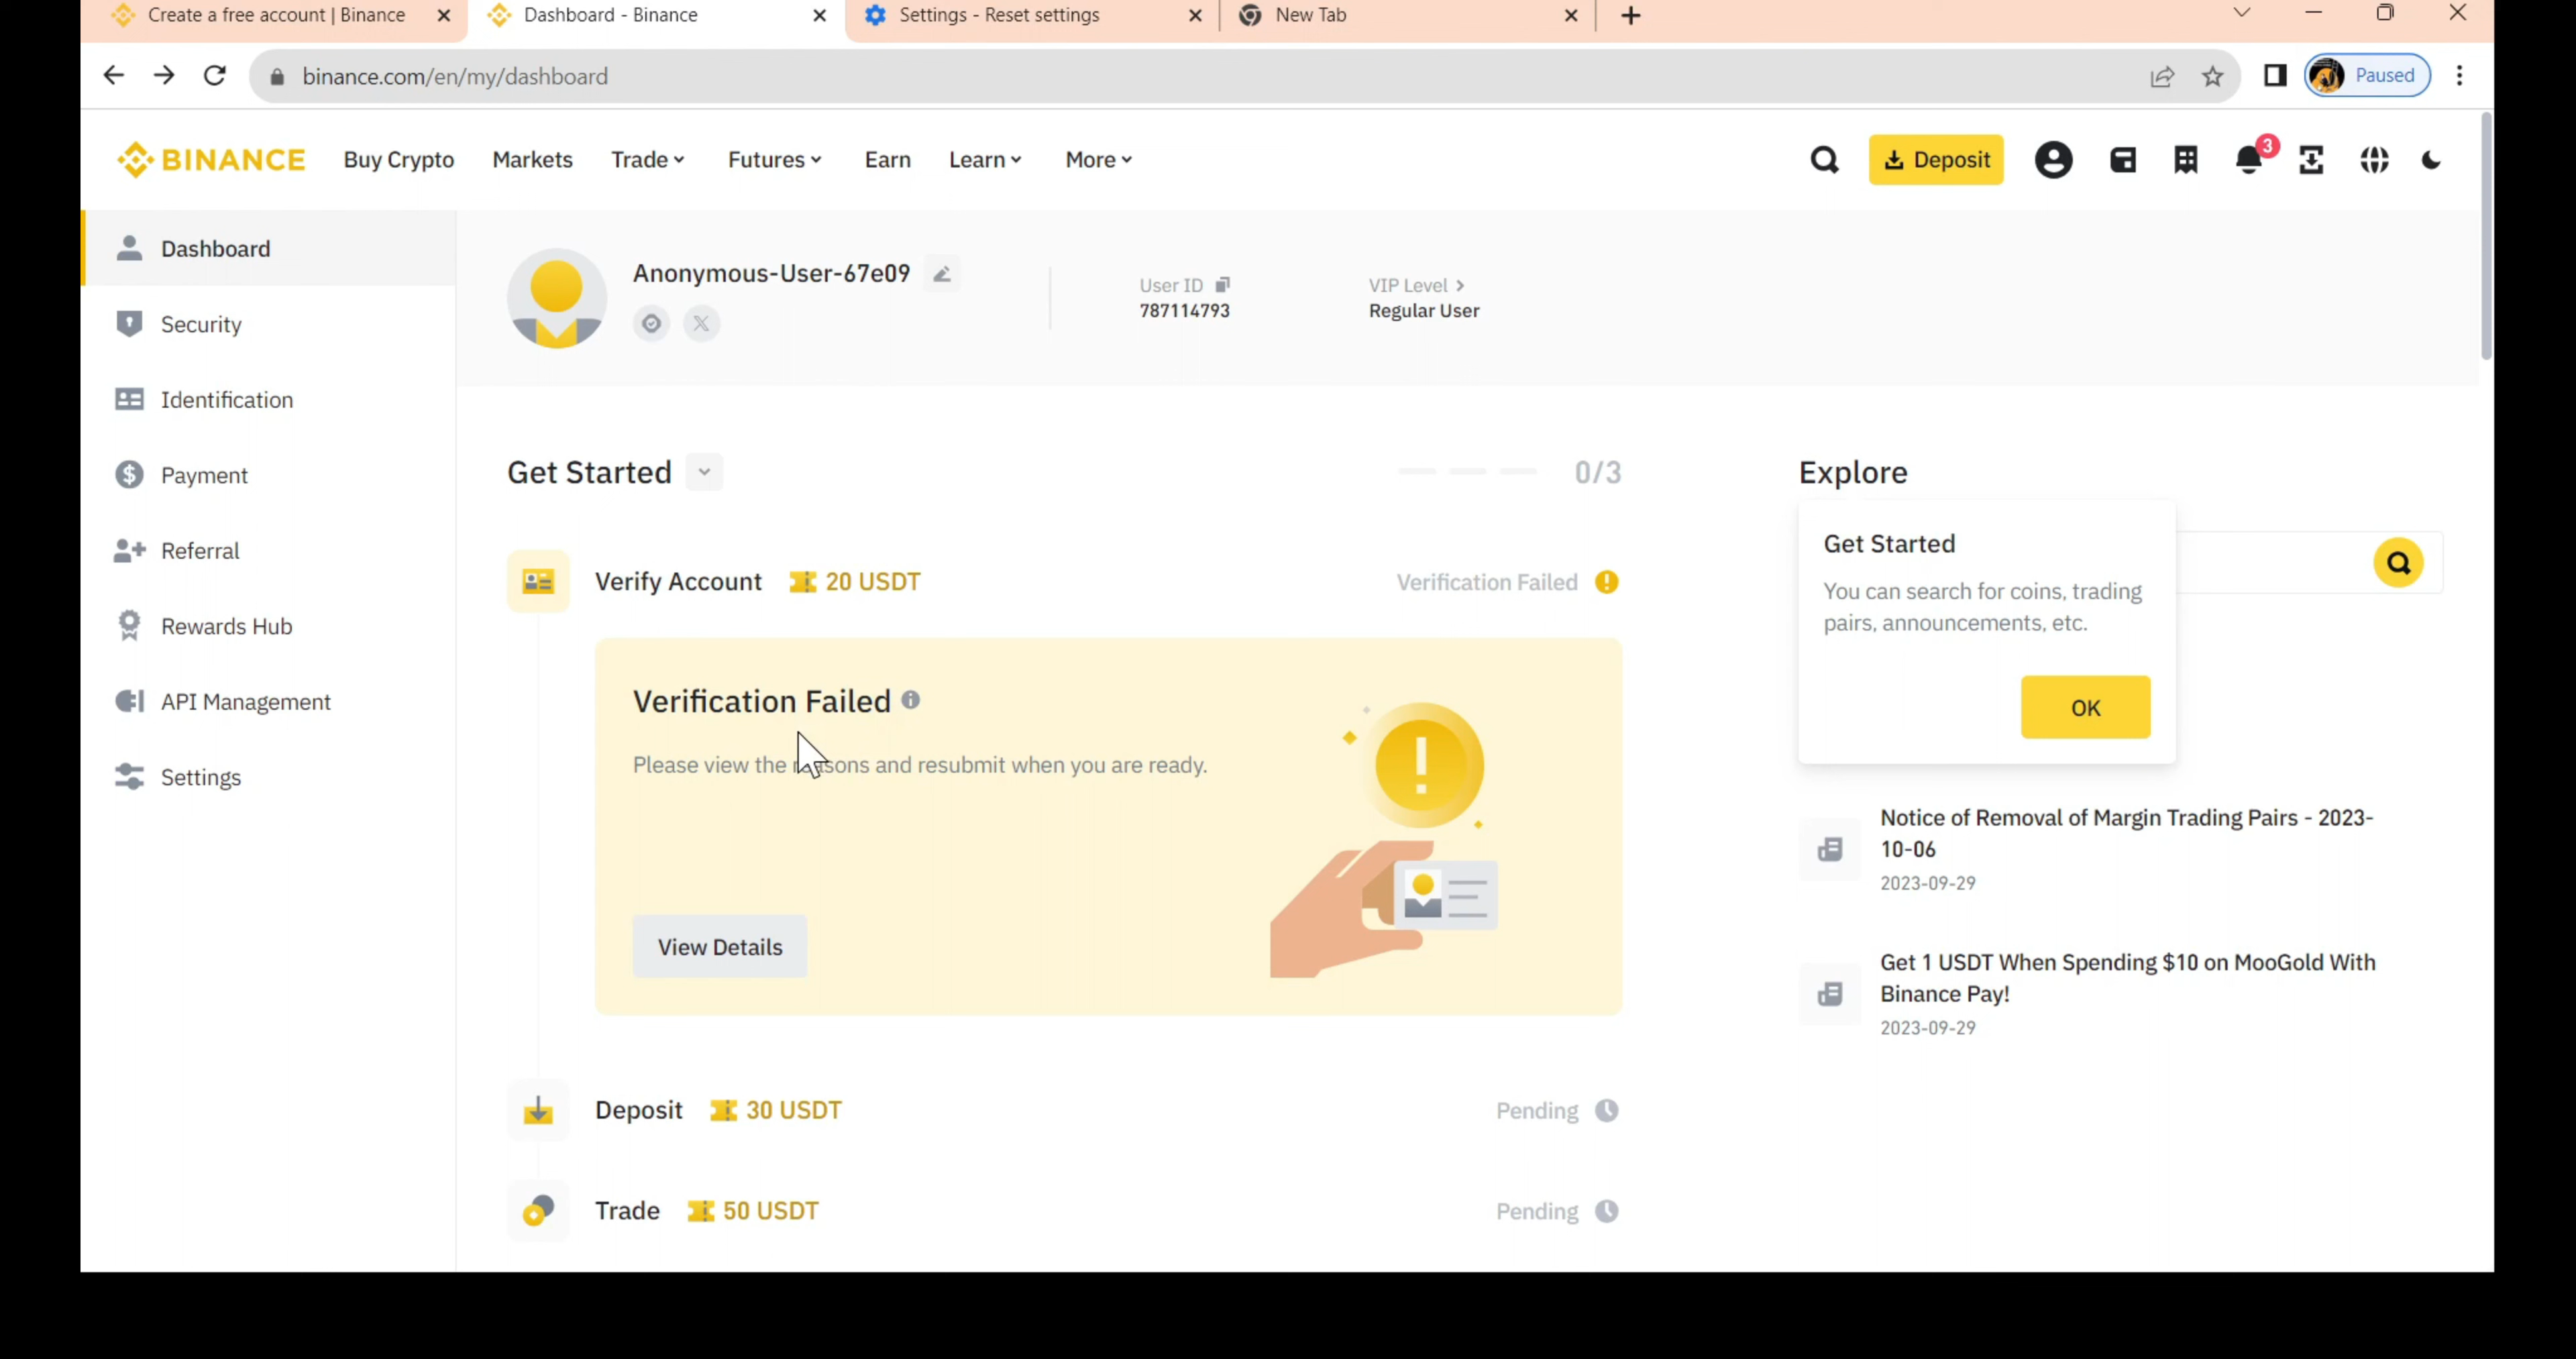 Create a free account | Binance
Dashboard - Binance
Settings - Reset settings
New Tab
binance.com/en/my/dashboard
Paused
BINANCE
Buy Crypto
Markets
Trade
Futures
Earn
Learn
More
Deposit
3
Dashboard
Security
Identification
Payment
Referral
Rewards Hub
API Management
Settings
Anonymous-User-67e09
User ID
787114793
VIP Level
Regular User
Get Started
0/3
Verify Account
20 USDT
Verification Failed
Verification Failed
Please view the reasons and resubmit when you are ready.
View Details
Deposit
30 USDT
Pending
Trade
50 USDT
Pending
Explore
Get Started
You can search for coins, trading
pairs, announcements, etc.
OK
Notice of Removal of Margin Trading Pairs - 2023-
10-06
2023-09-29
Get 1 USDT When Spending $10 on MooGold With
Binance Pay!
2023-09-29